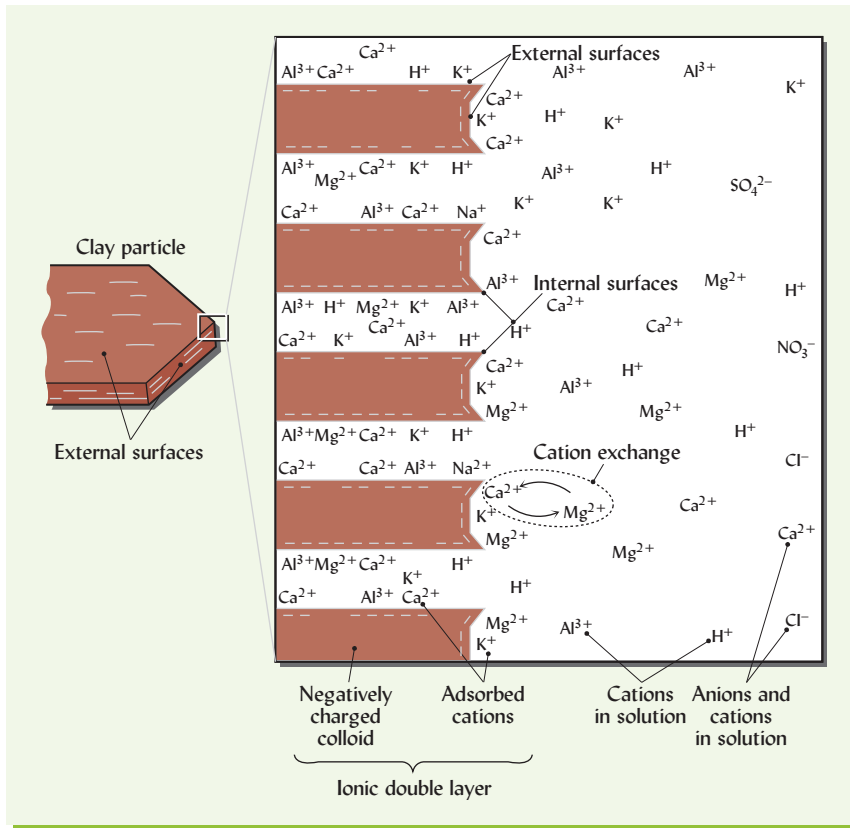 Ca²⁺
Al³⁺ Ca²⁺ H⁺ K⁺ External surfaces Al³⁺ Al³⁺
K⁺
Ca²⁺
K⁺ H⁺ K⁺
Ca²⁺
Al³⁺ Mg²⁺ Ca²⁺ K⁺ H⁺ Al³⁺ H⁺
SO₄²⁻
Ca²⁺ Al³⁺ Ca²⁺ Na⁺ K⁺ K⁺
Clay particle
Ca²⁺
Al³⁺ Internal surfaces Mg²⁺ H⁺
Al³⁺ H⁺ Mg²⁺ K⁺ Al³⁺ Ca²⁺
Ca²⁺ H⁺ Ca²⁺
Ca²⁺ K⁺ Al³⁺ H⁺ NO₃⁻
Ca²⁺ H⁺
K⁺ Al³⁺
Mg²⁺ Mg²⁺
Al³⁺ Mg²⁺ Ca²⁺ K⁺ H⁺ H⁺
External surfaces Cation exchange
Ca²⁺ Ca²⁺ Al³⁺ Na²⁺ Cl⁻
Ca²⁺ Ca²⁺
K⁺ Mg²⁺
Mg²⁺ Ca²⁺
Mg²⁺
Al³⁺ Mg²⁺ Ca²⁺ H⁺
K⁺ H⁺
Ca²⁺ Al³⁺ Ca²⁺
Mg²⁺ Al³⁺ H⁺ Cl⁻
K⁺
Negatively
charged
colloid
Adsorbed
cations
Cations
in solution
Anions and
cations
in solution
Ionic double layer